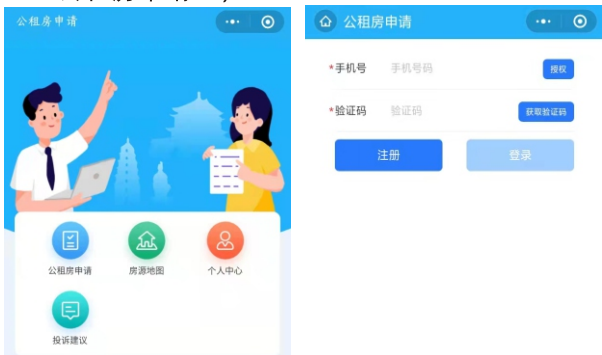 公租房申请
公租房申请 房源地图 个人中心
投诉建议
公租房申请
*手机号 手机号码 授权
*验证码 验证码 获取验证码
注册 登录